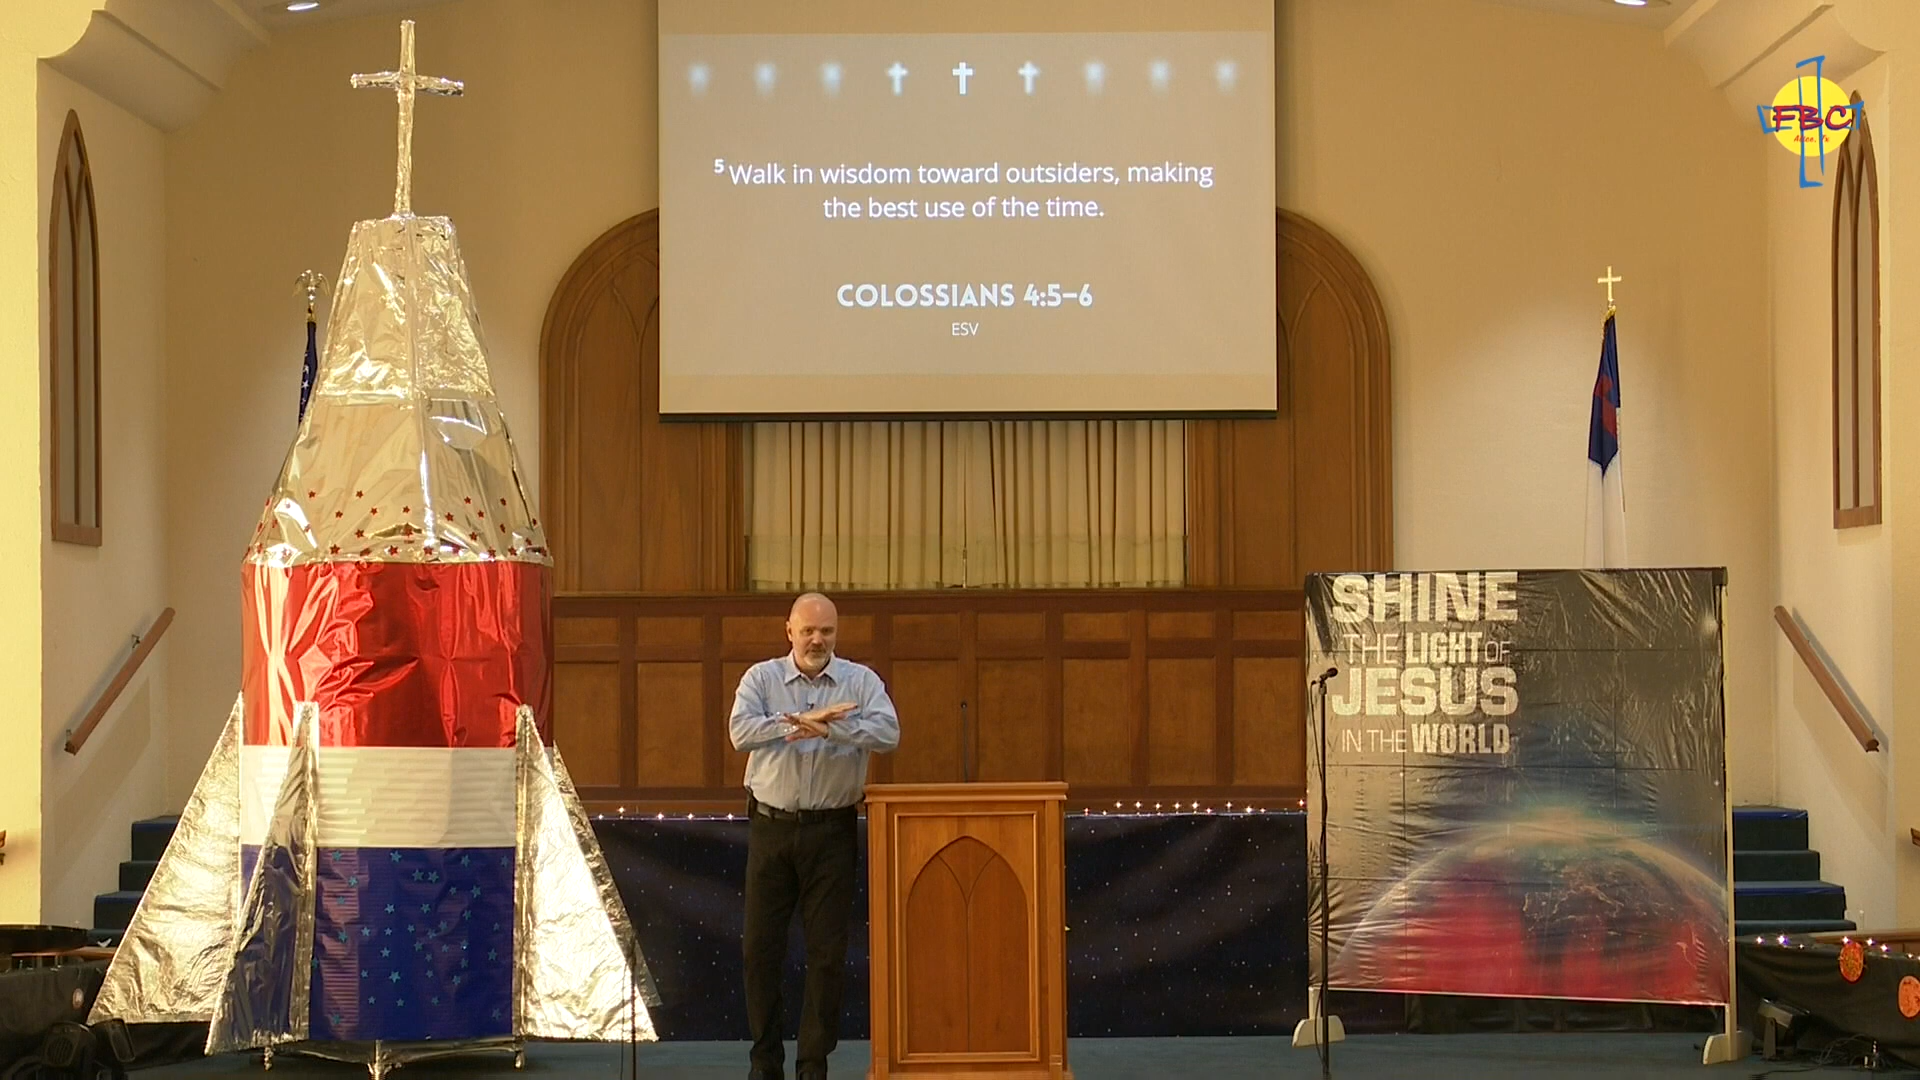 5 Walk in wisdom toward outsiders, making
the best use of the time.
COLOSSIANS 4:5–6
ESV
FBC
SHINE
THE LIGHT OF
JESUS
IN THE WORLD